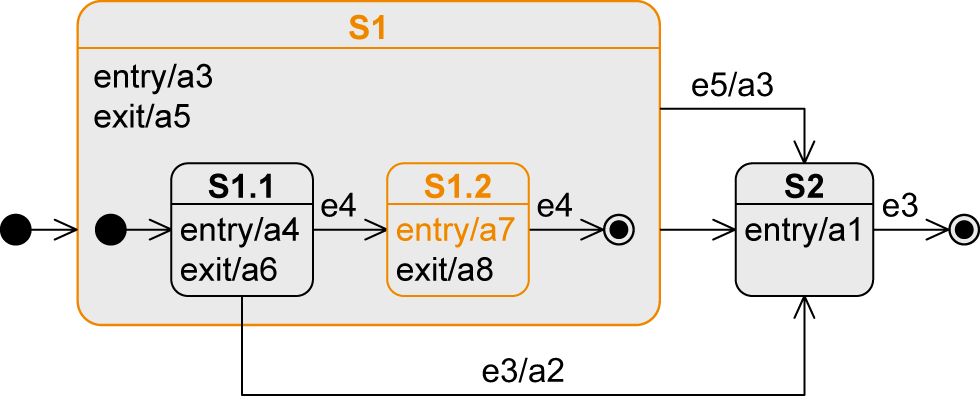 S1
entry/a3
exit/a5
e5/a3
S1.1
entry/a4
exit/a6
e4
S1.2
entry/a7
exit/a8
e4
S2
entry/a1
e3
e3/a2